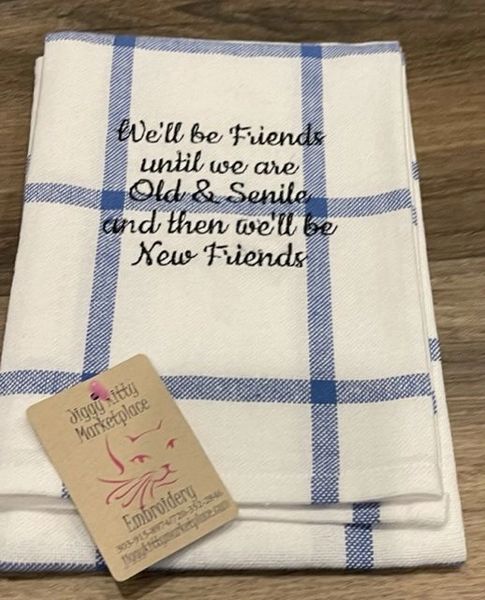 We'll be Friends
until we are
Old & Senile
and then we'll be
New Friends
Jiggy Kitty
Marketplace
Embroidery